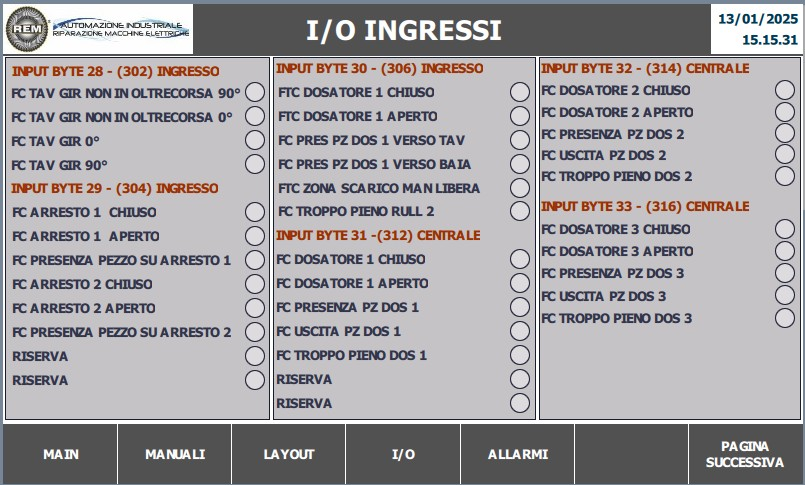 REM
AUTOMAZIONE INDUSTRIALE
RIPARAZIONE MACCHINE ELETTRICHE
I/O INGRESSI
13/01/2025
15.15.31
INPUT BYTE 28 - (302) INGRESSO
FC TAV GIR NON IN OLTRECORSA 90°
FC TAV GIR NON IN OLTRECORSA 0°
FC TAV GIR 0°
FC TAV GIR 90°
INPUT BYTE 29 - (304) INGRESSO
FC ARRESTO 1 CHIUSO
FC ARRESTO 1 APERTO
FC PRESENZA PEZZO SU ARRESTO 1
FC ARRESTO 2 CHIUSO
FC ARRESTO 2 APERTO
FC PRESENZA PEZZO SU ARRESTO 2
RISERVA
RISERVA
INPUT BYTE 30 - (306) INGRESSO
FTC DOSATORE 1 CHIUSO
FTC DOSATORE 1 APERTO
FC PRES PZ DOS 1 VERSO TAV
FC PRES PZ DOS 1 VERSO BAIA
FTC ZONA SCARICO MAN LIBERA
FC TROPPO PIENO RULL 2
INPUT BYTE 31 -(312) CENTRALE
FC DOSATORE 1 CHIUSO
FC DOSATORE 1 APERTO
FC PRESENZA PZ DOS 1
FC USCITA PZ DOS 1
FC TROPPO PIENO DOS 1
RISERVA
RISERVA
INPUT BYTE 32 - (314) CENTRALE
FC DOSATORE 2 CHIUSO
FC DOSATORE 2 APERTO
FC PRESENZA PZ DOS 2
FC USCITA PZ DOS 2
FC TROPPO PIENO DOS 2
INPUT BYTE 33 - (316) CENTRALE
FC DOSATORE 3 CHIUSO
FC DOSATORE 3 APERTO
FC PRESENZA PZ DOS 3
FC USCITA PZ DOS 3
FC TROPPO PIENO DOS 3
MAIN
MANUALI
LAYOUT
I/O
ALLARMI
PAGINA
SUCCESSIVA